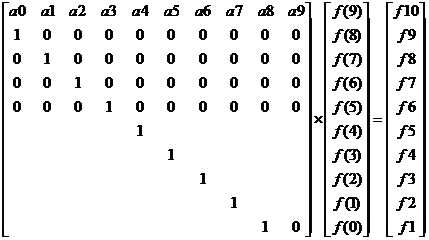 a0 a1 a2 a3 a4 a5 a6 a7 a8 a9 f(9) f10
1 0 0 0 0 0 0 0 0 0 f(8) f9
0 1 0 0 0 0 0 0 0 0 f(7) f8
0 0 1 0 0 0 0 0 0 0 f(6) f7
0 0 0 1 0 0 0 0 0 0 f(5) f6
1 × f(4) = f5
1 f(3) f4
1 f(2) f3
1 f(1) f2
1 0 f(0) f1